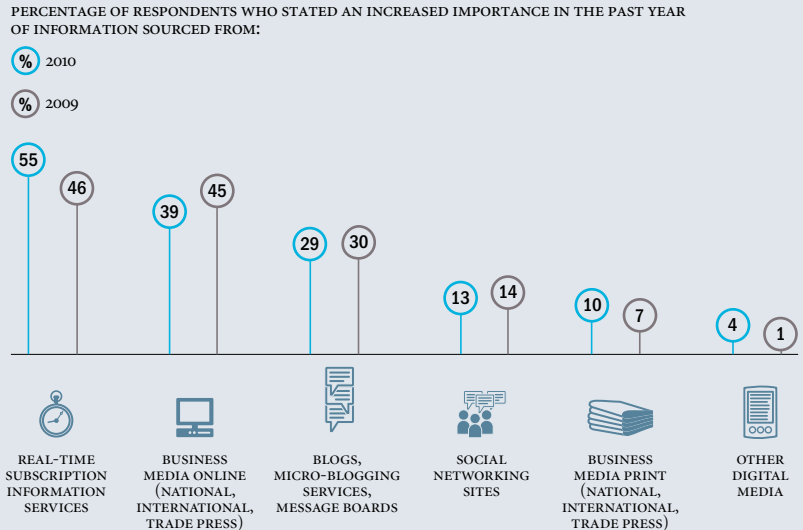 PERCENTAGE OF RESPONDENTS WHO STATED AN INCREASED IMPORTANCE IN THE PAST YEAR
OF INFORMATION SOURCED FROM:
% 2010
% 2009
55
46
39
45
29
30
13
14
10
7
4
1
REAL-TIME
SUBSCRIPTION
INFORMATION
SERVICES
BUSINESS
MEDIA ONLINE
(NATIONAL,
INTERNATIONAL,
TRADE PRESS)
BLOGS,
MICRO-BLOGGING
SERVICES,
MESSAGE BOARDS
SOCIAL
NETWORKING
SITES
BUSINESS
MEDIA PRINT
(NATIONAL,
INTERNATIONAL,
TRADE PRESS)
OTHER
DIGITAL
MEDIA